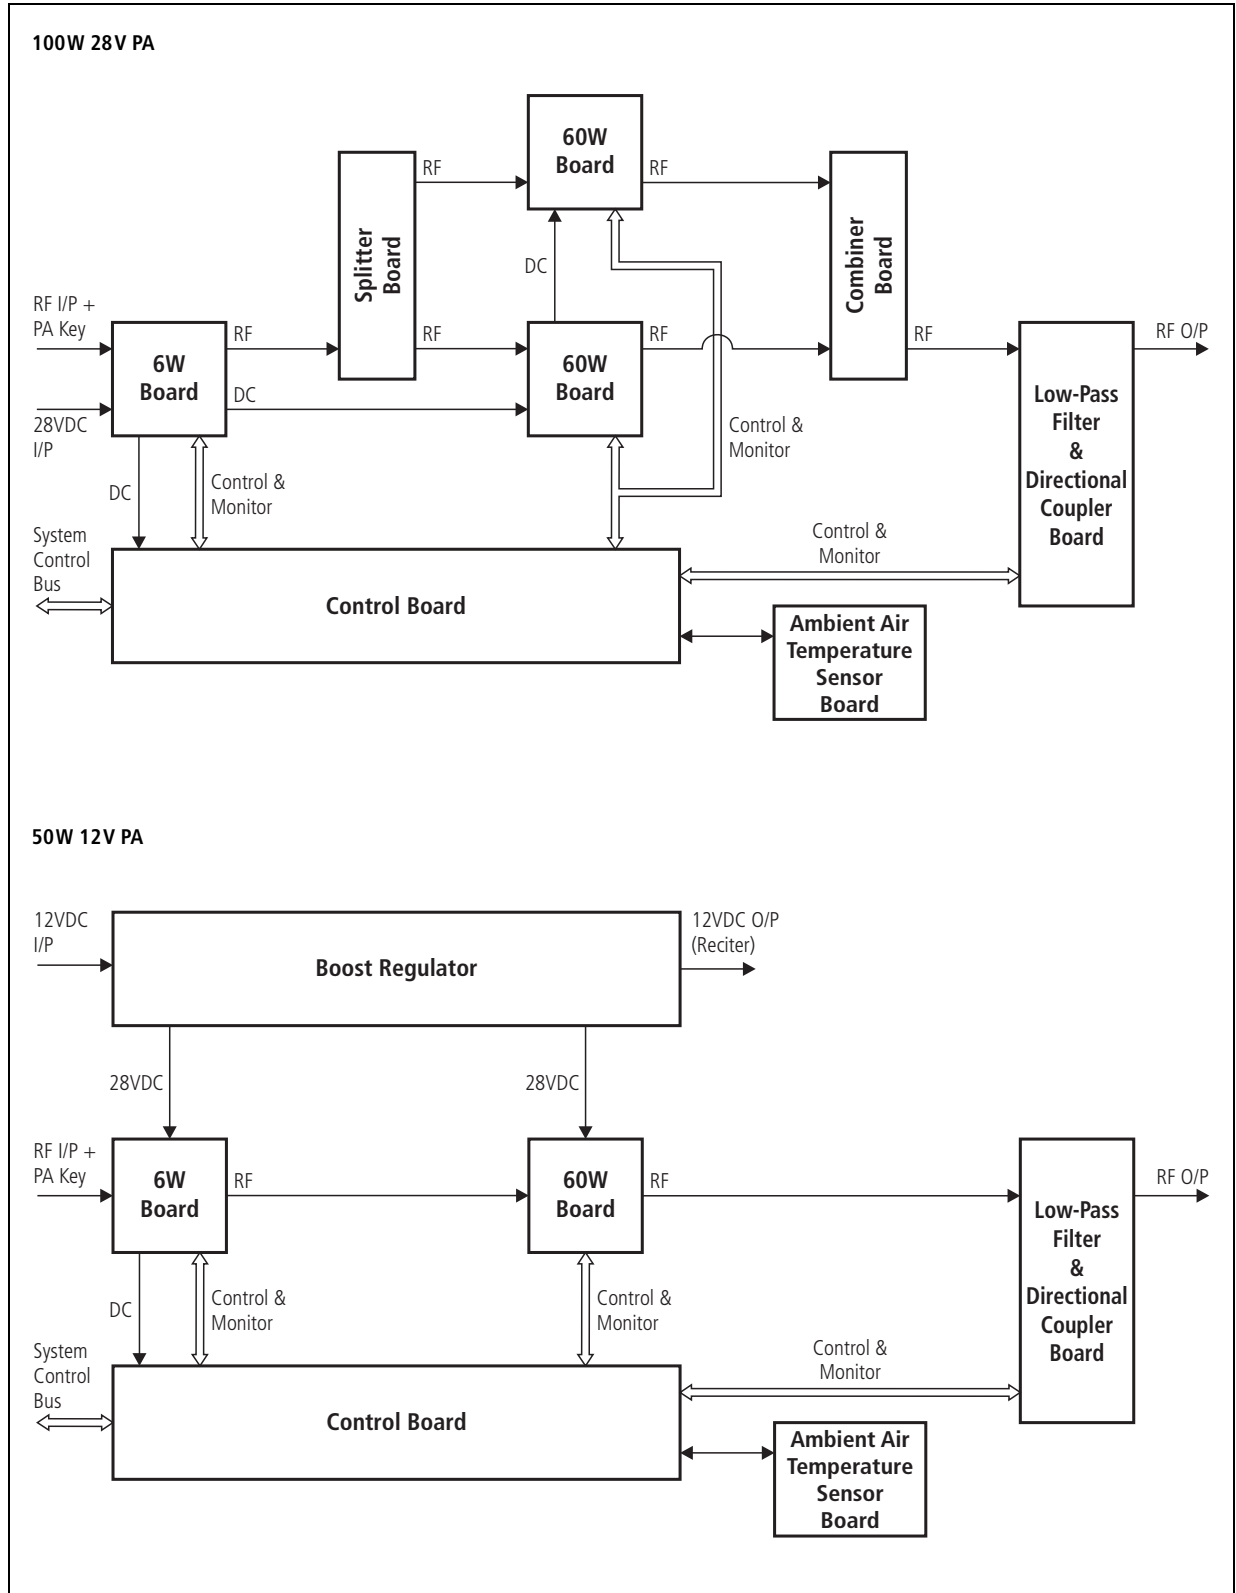 100W 28V PA
60W
Board
RF
RF
Splitter
Board
Combiner
Board
DC
RF I/P +
PA Key
6W
Board
RF
RF
60W
Board
RF
RF
RF O/P
DC
28VDC
I/P
Low-Pass
Filter
&
Directional
Coupler
Board
Control &
Monitor
DC
Control &
Monitor
System
Control
Bus
Control &
Monitor
Control Board
Ambient Air
Temperature
Sensor
Board
50W 12V PA
12VDC
I/P
Boost Regulator
12VDC O/P
(Reciter)
28VDC
28VDC
RF I/P +
PA Key
6W
Board
RF
60W
Board
RF
RF O/P
Low-Pass
Filter
&
Directional
Coupler
Board
DC
Control &
Monitor
Control &
Monitor
System
Control
Bus
Control &
Monitor
Control Board
Ambient Air
Temperature
Sensor
Board